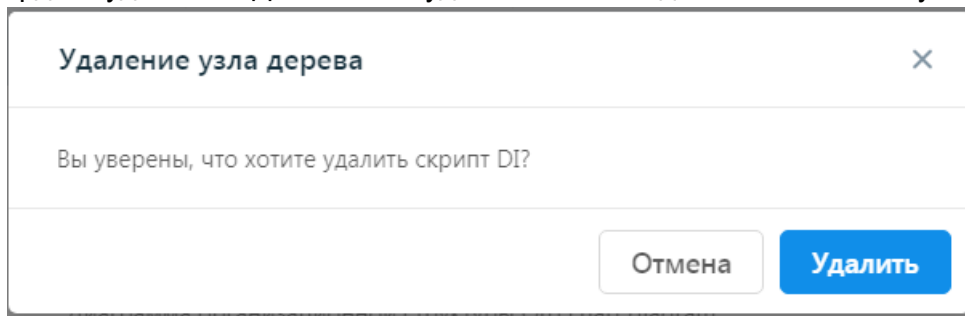 Удаление узла дерева
Вы уверены, что хотите удалить скрипт DI?
Отмена
Удалить